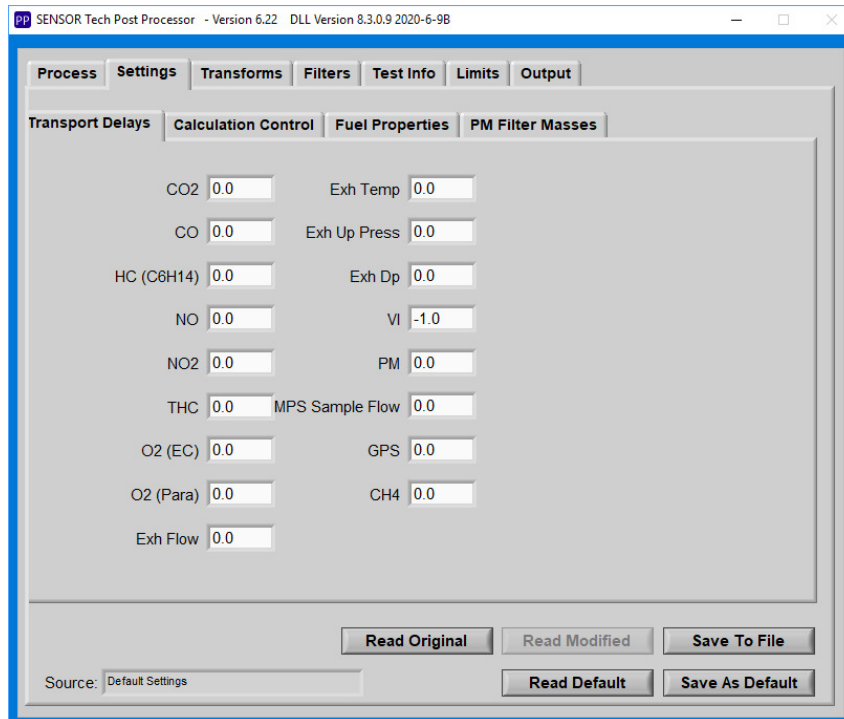 PP SENSOR Tech Post Processor - Version 6.22 DLL Version 8.3.0.9 2020-6-9B
Process Settings Transforms Filters Test Info Limits Output
Transport Delays Calculation Control Fuel Properties PM Filter Masses
CO2 0.0 Exh Temp 0.0
CO 0.0 Exh Up Press 0.0
HC (C6H14) 0.0 Exh Dp 0.0
NO 0.0 VI -1.0
NO2 0.0 PM 0.0
THC 0.0 MPS Sample Flow 0.0
O2 (EC) 0.0 GPS 0.0
O2 (Para) 0.0 CH4 0.0
Exh Flow 0.0
Read Original Read Modified Save To File
Source: Default Settings Read Default Save As Default